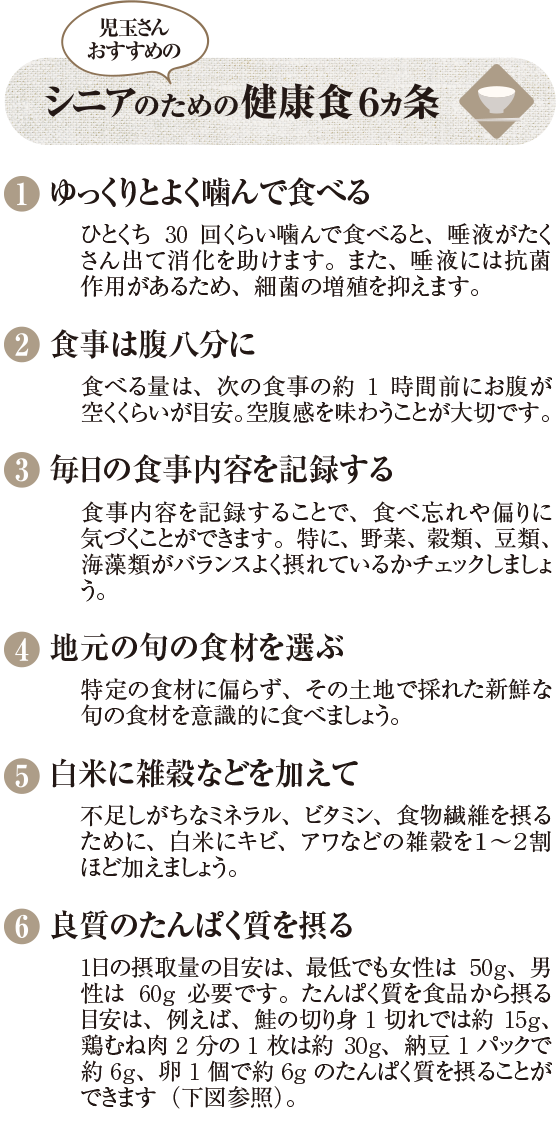 児玉さん
おすすめの
シニアのための健康食6カ条
1 ゆっくりとよく噛んで食べる
ひとくち 30 回くらい噛んで食べると、唾液がたく
さん出て消化を助けます。また、唾液には抗菌
作用があるため、細菌の増殖を抑えます。
2 食事は腹八分に
食べる量は、次の食事の約 1 時間前にお腹が
空くくらいが目安。空腹感を味わうことが大切です。
3 毎日の食事内容を記録する
食事内容を記録することで、食べ忘れや偏りに
気づくことができます。特に、野菜、穀類、豆類、
海藻類がバランスよく摂れているかチェックしましょ
う。
4 地元の旬の食材を選ぶ
特定の食材に偏らず、その土地で採れた新鮮な
旬の食材を意識的に食べましょう。
5 白米に雑穀などを加えて
不足しがちなミネラル、ビタミン、食物繊維を摂る
ために、白米にキビ、アワなどの雑穀を1～2割
ほど加えましょう。
6 良質のたんぱく質を摂る
1日の摂取量の目安は、最低でも女性は 50g、男
性は 60g 必要です。たんぱく質を食品から摂る
目安は、例えば、鮭の切り身 1 切れでは約 15g、
鶏むね肉 2 分の 1 枚は約 30g、納豆 1 パックで
約 6g、卵 1 個で約 6g のたんぱく質を摂ることが
できます（下図参照）。